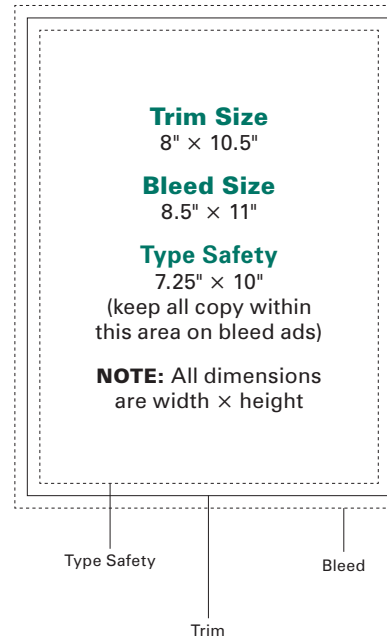 Trim Size
8" × 10.5"
Bleed Size
8.5" × 11"
Type Safety
7.25" × 10"
(keep all copy within
this area on bleed ads)
NOTE: All dimensions
are width × height
Type Safety
Bleed
Trim